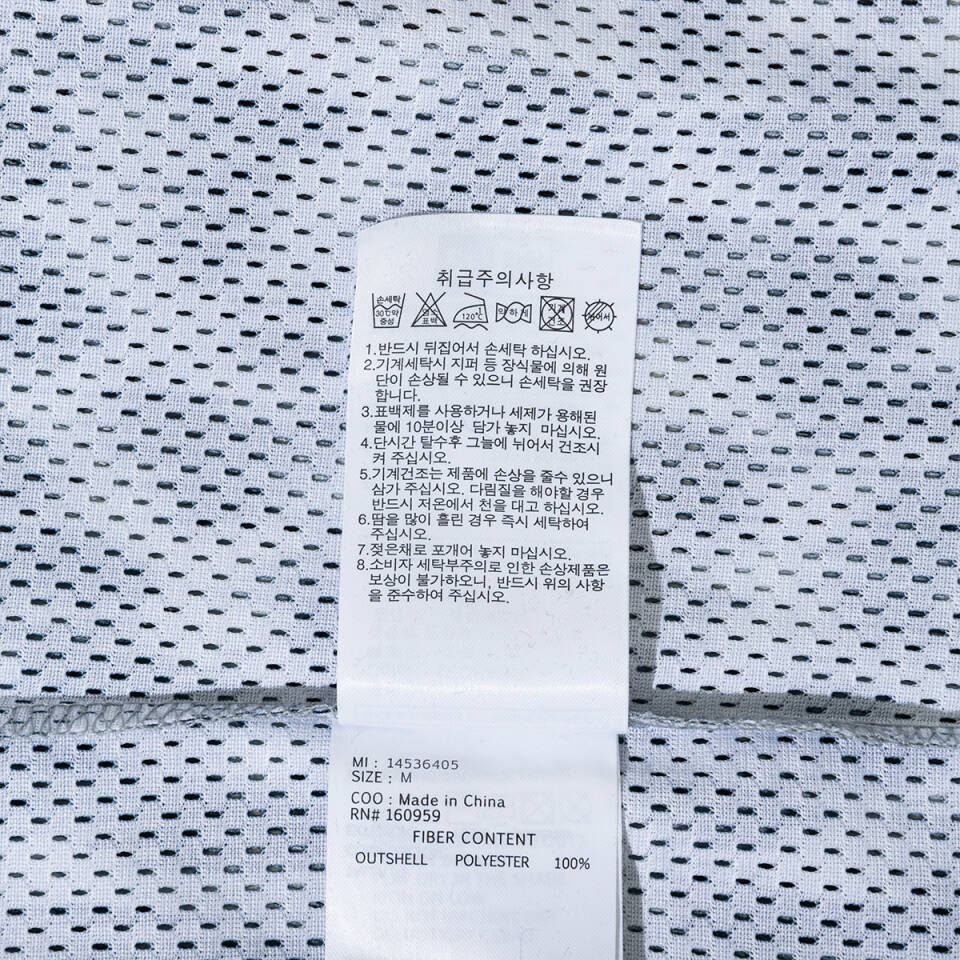 취급주의사항
손세탁
30℃약
중성
표백
120℃
약하게
1.반드시 뒤집어서 손세탁 하십시오.
2.기계세탁시 지퍼 등 장식물에 의해 원
단이 손상될 수 있으니 손세탁을 권장
합니다.
3.표백제를 사용하거나 세제가 용해된
물에 10분이상 담가 놓지 마십시오.
4.단시간 탈수후 그늘에 뉘어서 건조시
켜 주십시오.
5.기계건조는 제품에 손상을 줄수 있으니
삼가 주십시오. 다림질을 해야할 경우
반드시 저온에서 천을 대고 하십시오.
6.땀을 많이 흘린 경우 즉시 세탁하여
주십시오.
7.젖은채로 포개어 놓지 마십시오.
8.소비자 세탁부주의로 인한 손상제품은
보상이 불가하오니, 반드시 위의 사항
을 준수하여 주십시오.
MI : 14536405
SIZE : M
COO : Made in China
RN# 160959
FIBER CONTENT
OUTSHELL POLYESTER 100%